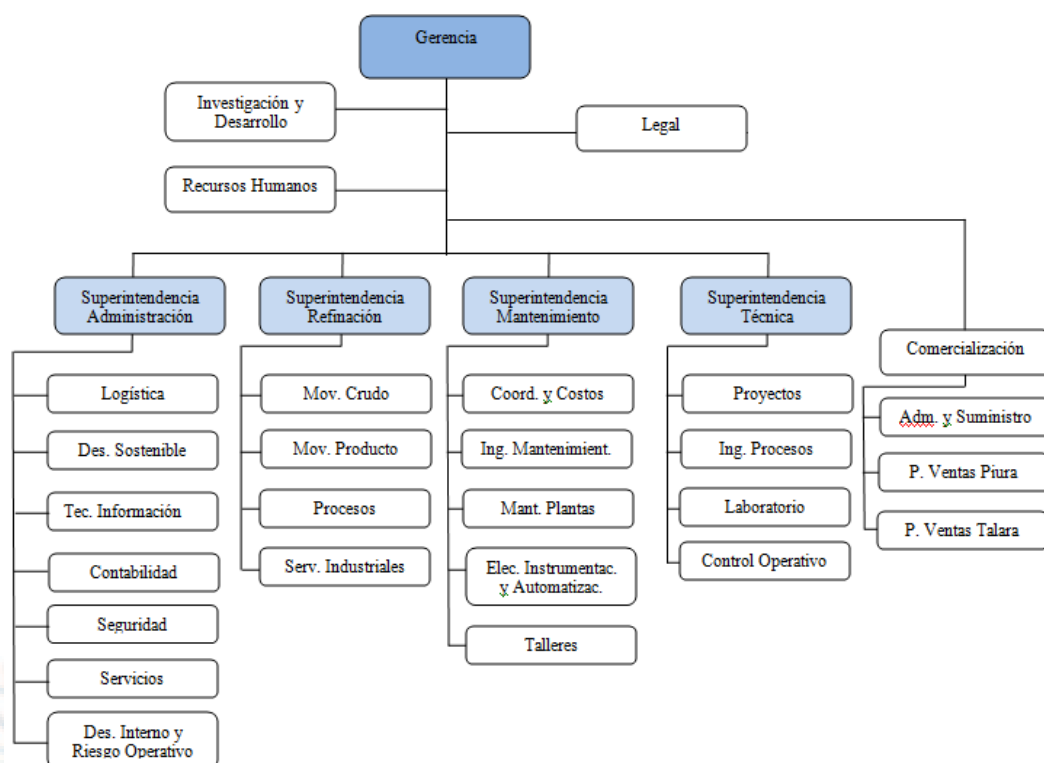 Gerencia
Investigación y
Desarrollo
Legal
Recursos Humanos
Superintendencia
Administración
Superintendencia
Refinación
Superintendencia
Mantenimiento
Superintendencia
Técnica
Comercialización
Logística
Des. Sostenible
Tec. Información
Contabilidad
Seguridad
Servicios
Des. Interno y
Riesgo Operativo
Mov. Crudo
Mov. Producto
Procesos
Serv. Industriales
Coord. y Costos
Ing. Mantenimient.
Mant. Plantas
Elec. Instrumentac.
y Automatizac.
Talleres
Proyectos
Ing. Procesos
Laboratorio
Control Operativo
Adm. y Suministro
P. Ventas Piura
P. Ventas Talara